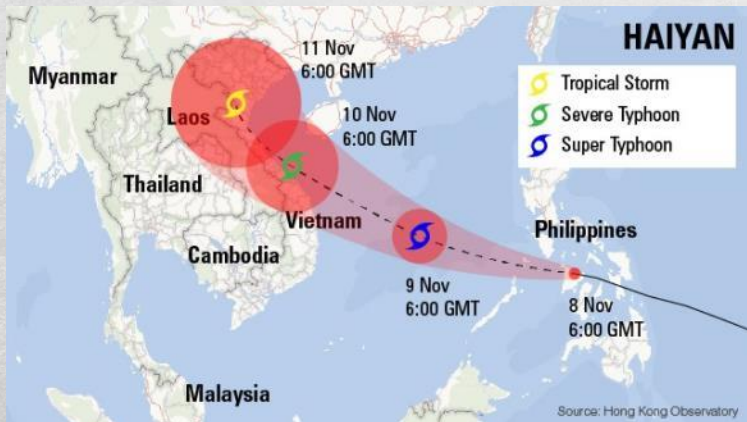 HAIYAN
Tropical Storm
Severe Typhoon
Super Typhoon
11 Nov
6:00 GMT
Myanmar
Laos
10 Nov
6:00 GMT
Thailand
Vietnam
Philippines
Cambodia
9 Nov
6:00 GMT
8 Nov
6:00 GMT
Malaysia
Source: Hong Kong Observatory